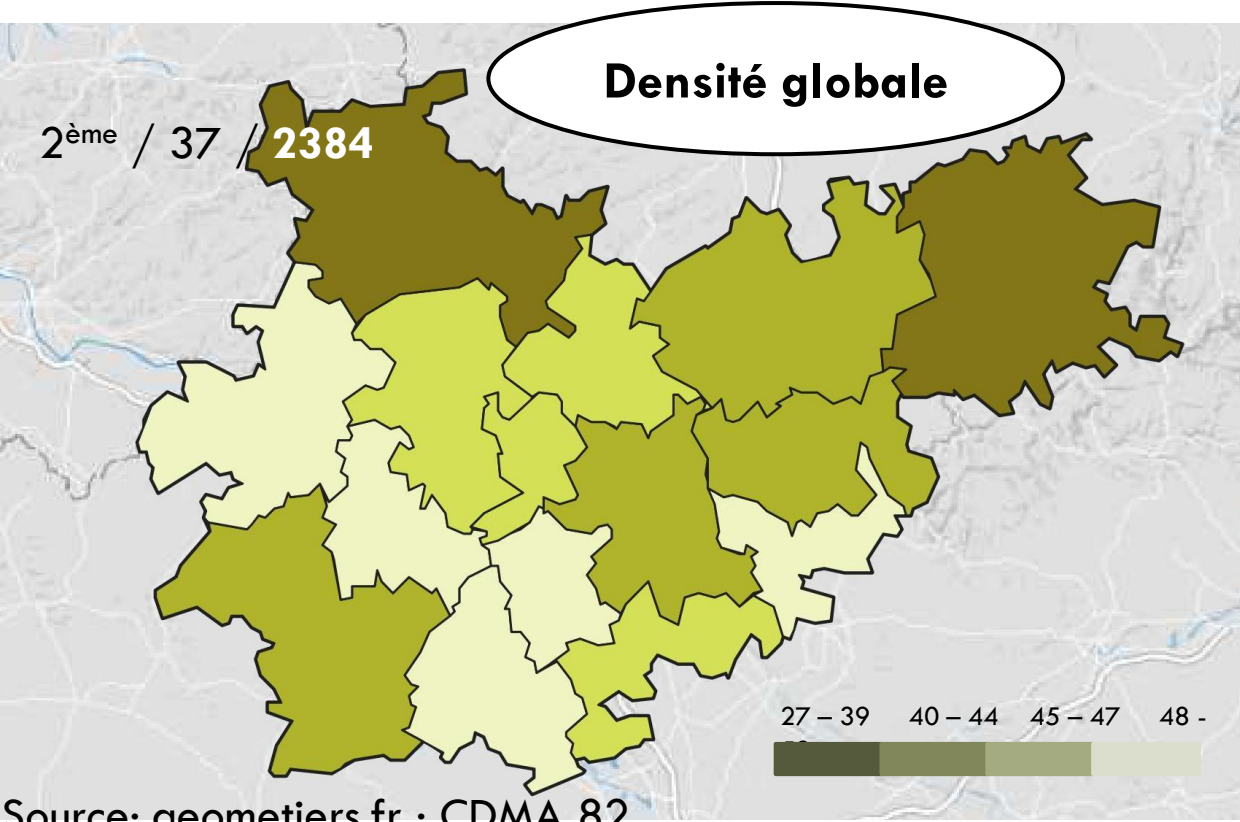 Densité globale
2ème / 37 / 2384
27 – 39 40 – 44 45 – 47 48 -
Source: geometiers.fr ; CDMA 82